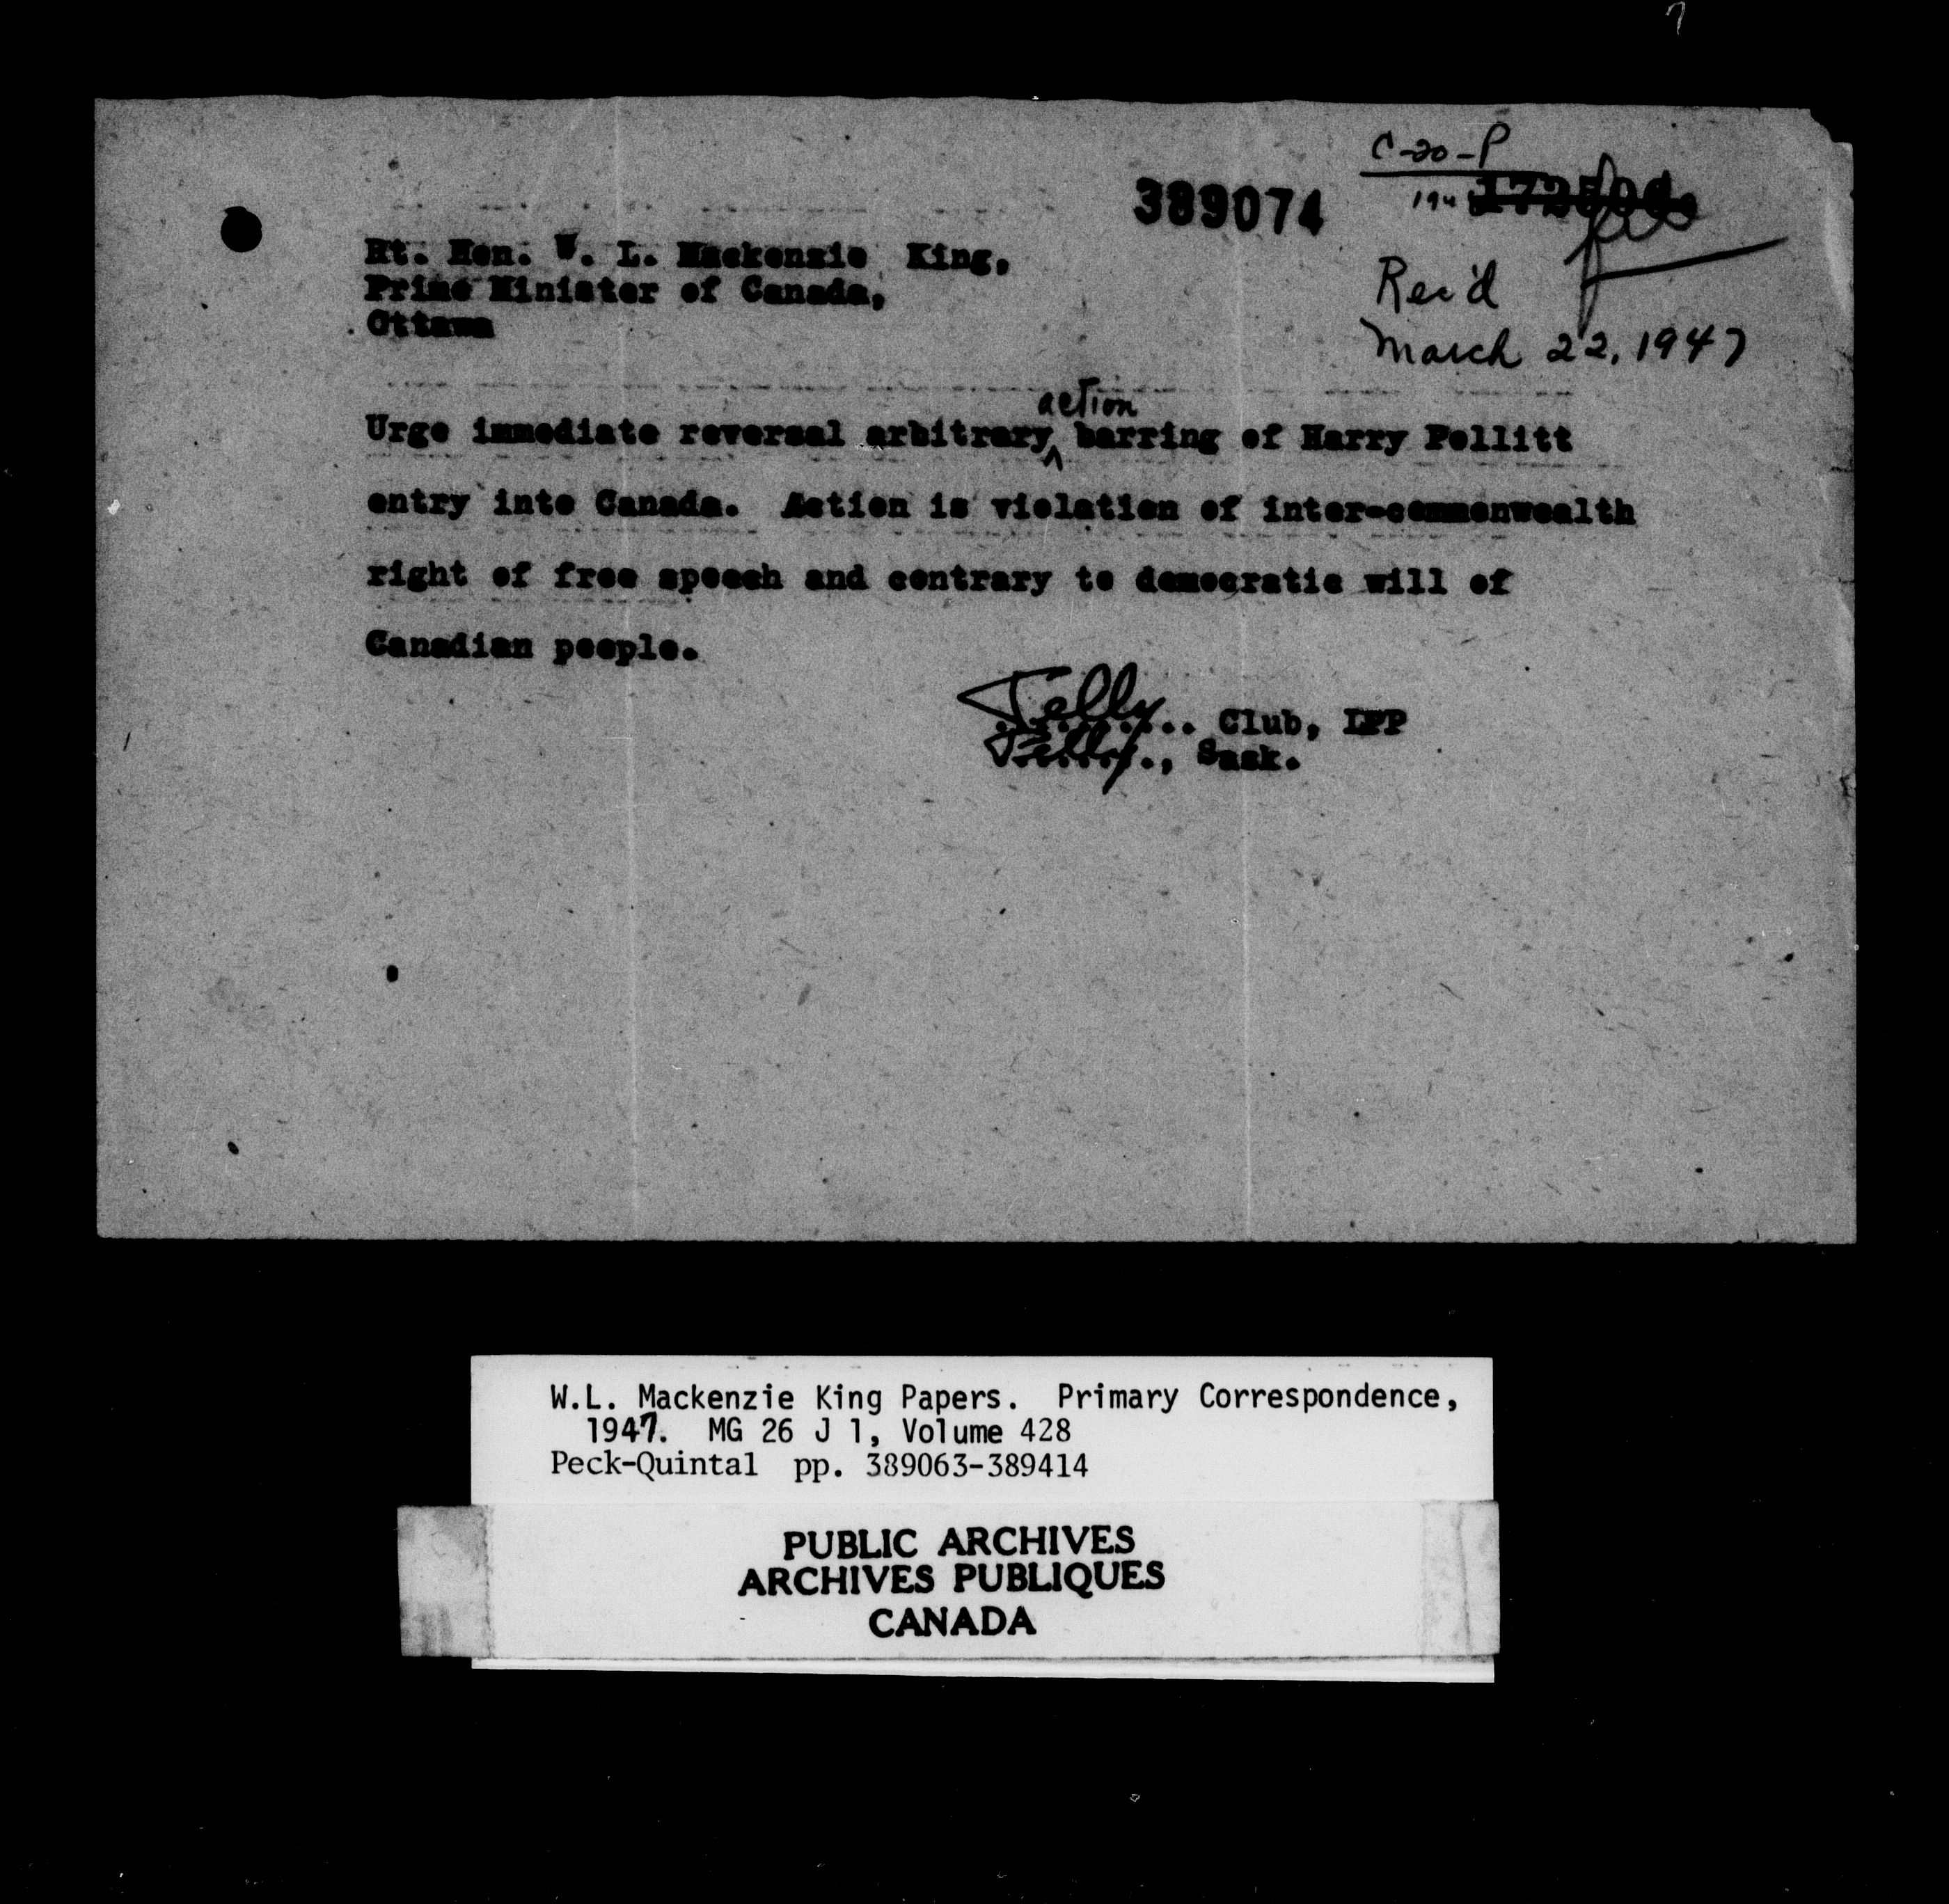 C-20-P
389074
Rec'd
March 22, 1947
Rt. Hon. W. L. Mackenzie King,
Prime Minister of Canada,
Ottawa
action
Urge immediate reversal arbitrary ^ barring of Harry Pollitt
entry into Canada. Action is violation of inter-commonwealth
right of free speech and contrary to democratic will of
Canadian people.
Pelly.......... Club, LPP
Pelly......, Sask.
W.L. Mackenzie King Papers. Primary Correspondence,
1947. MG 26 J 1, Volume 428
Peck-Quintal pp. 389063-389414
PUBLIC ARCHIVES
ARCHIVES PUBLIQUES
CANADA